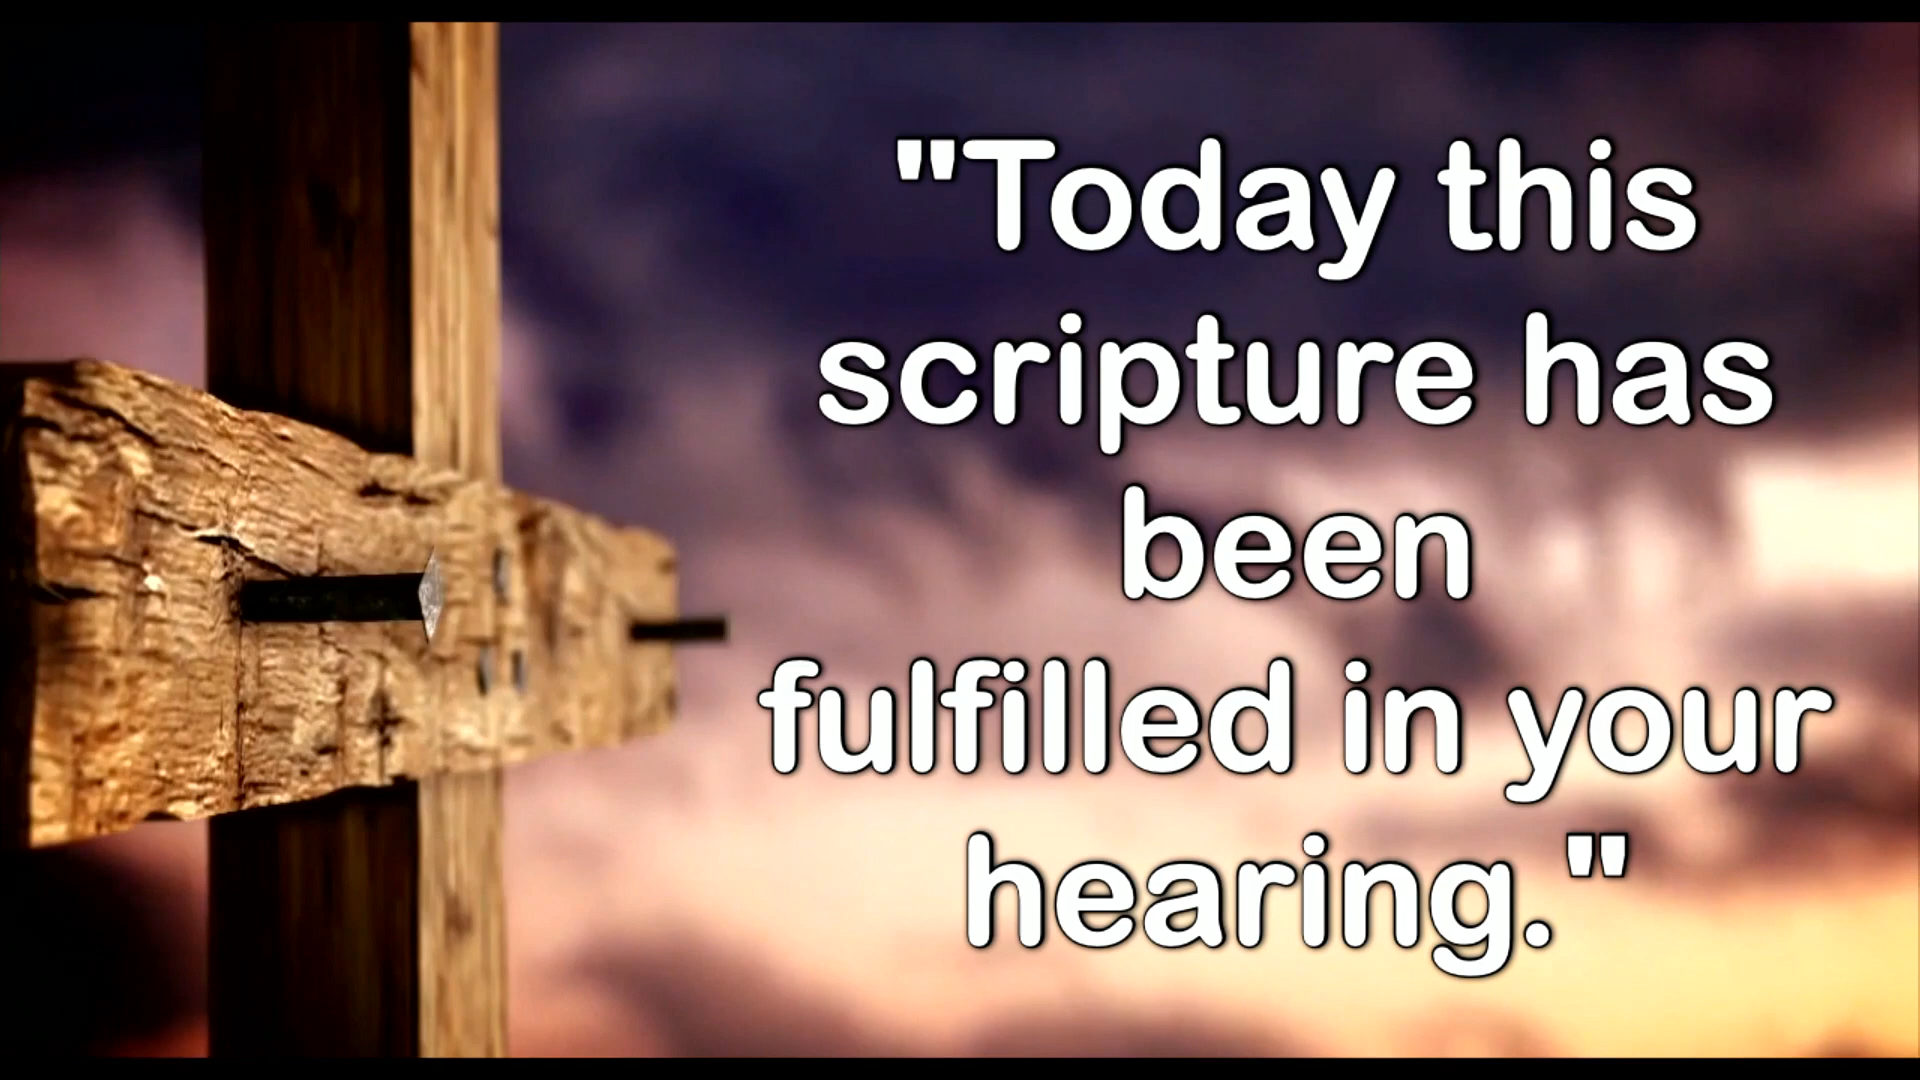 "Today this
scripture has
been
fulfilled in your
hearing."